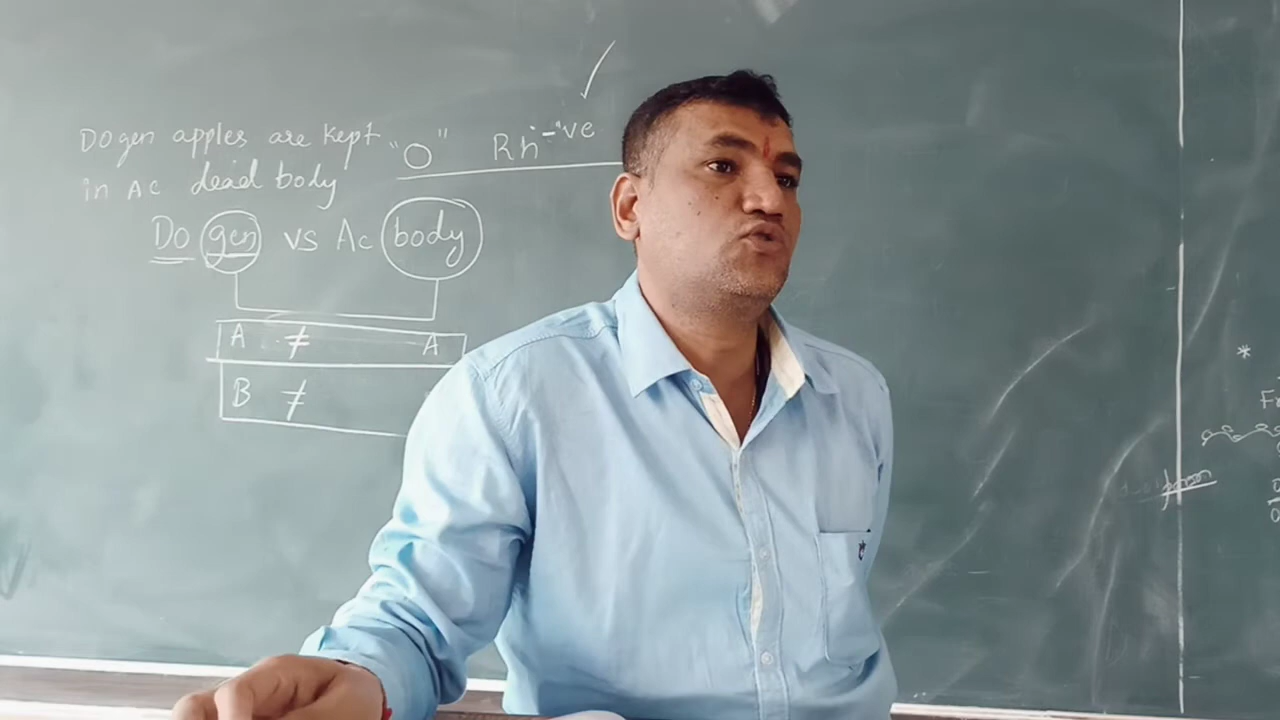 Dogen apples are kept
in Ac dead body
"O" Rh -"ve
Do gen vs Ac body
A ≠ A
B ≠
*